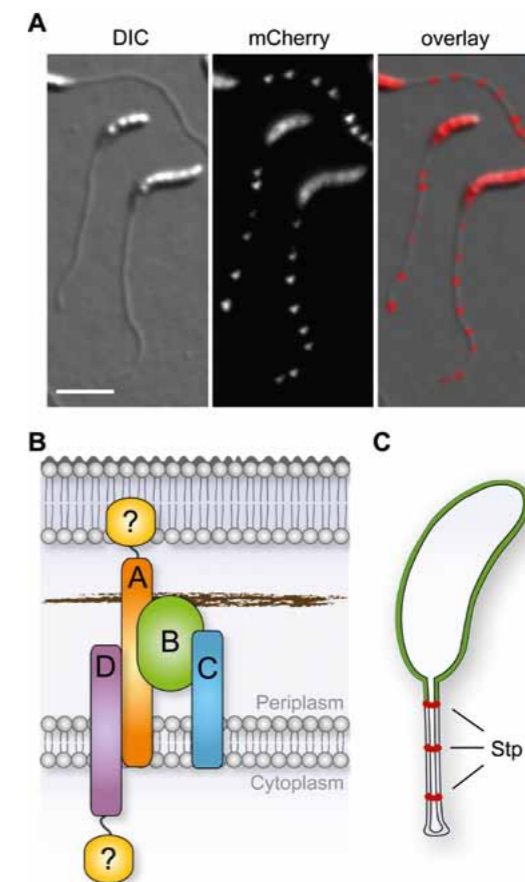 A
DIC mCherry overlay
B
C
?
A
B
D
C
Periplasm
Cytoplasm
?
Stp